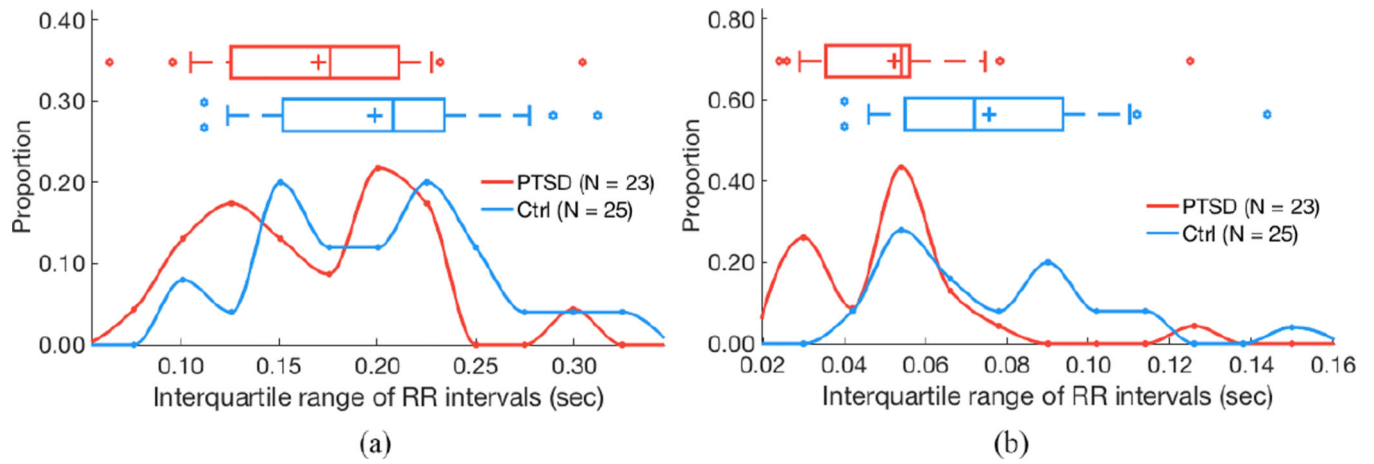 0.40
0.30
0.20
0.10
0.00
Proportion
PTSD (N = 23)
Ctrl (N = 25)
0.10 0.15 0.20 0.25 0.30
Interquartile range of RR intervals (sec)
(a)
0.80
0.60
0.40
0.20
0.00
Proportion
PTSD (N = 23)
Ctrl (N = 25)
0.02 0.04 0.06 0.08 0.10 0.12 0.14 0.16
Interquartile range of RR intervals (sec)
(b)